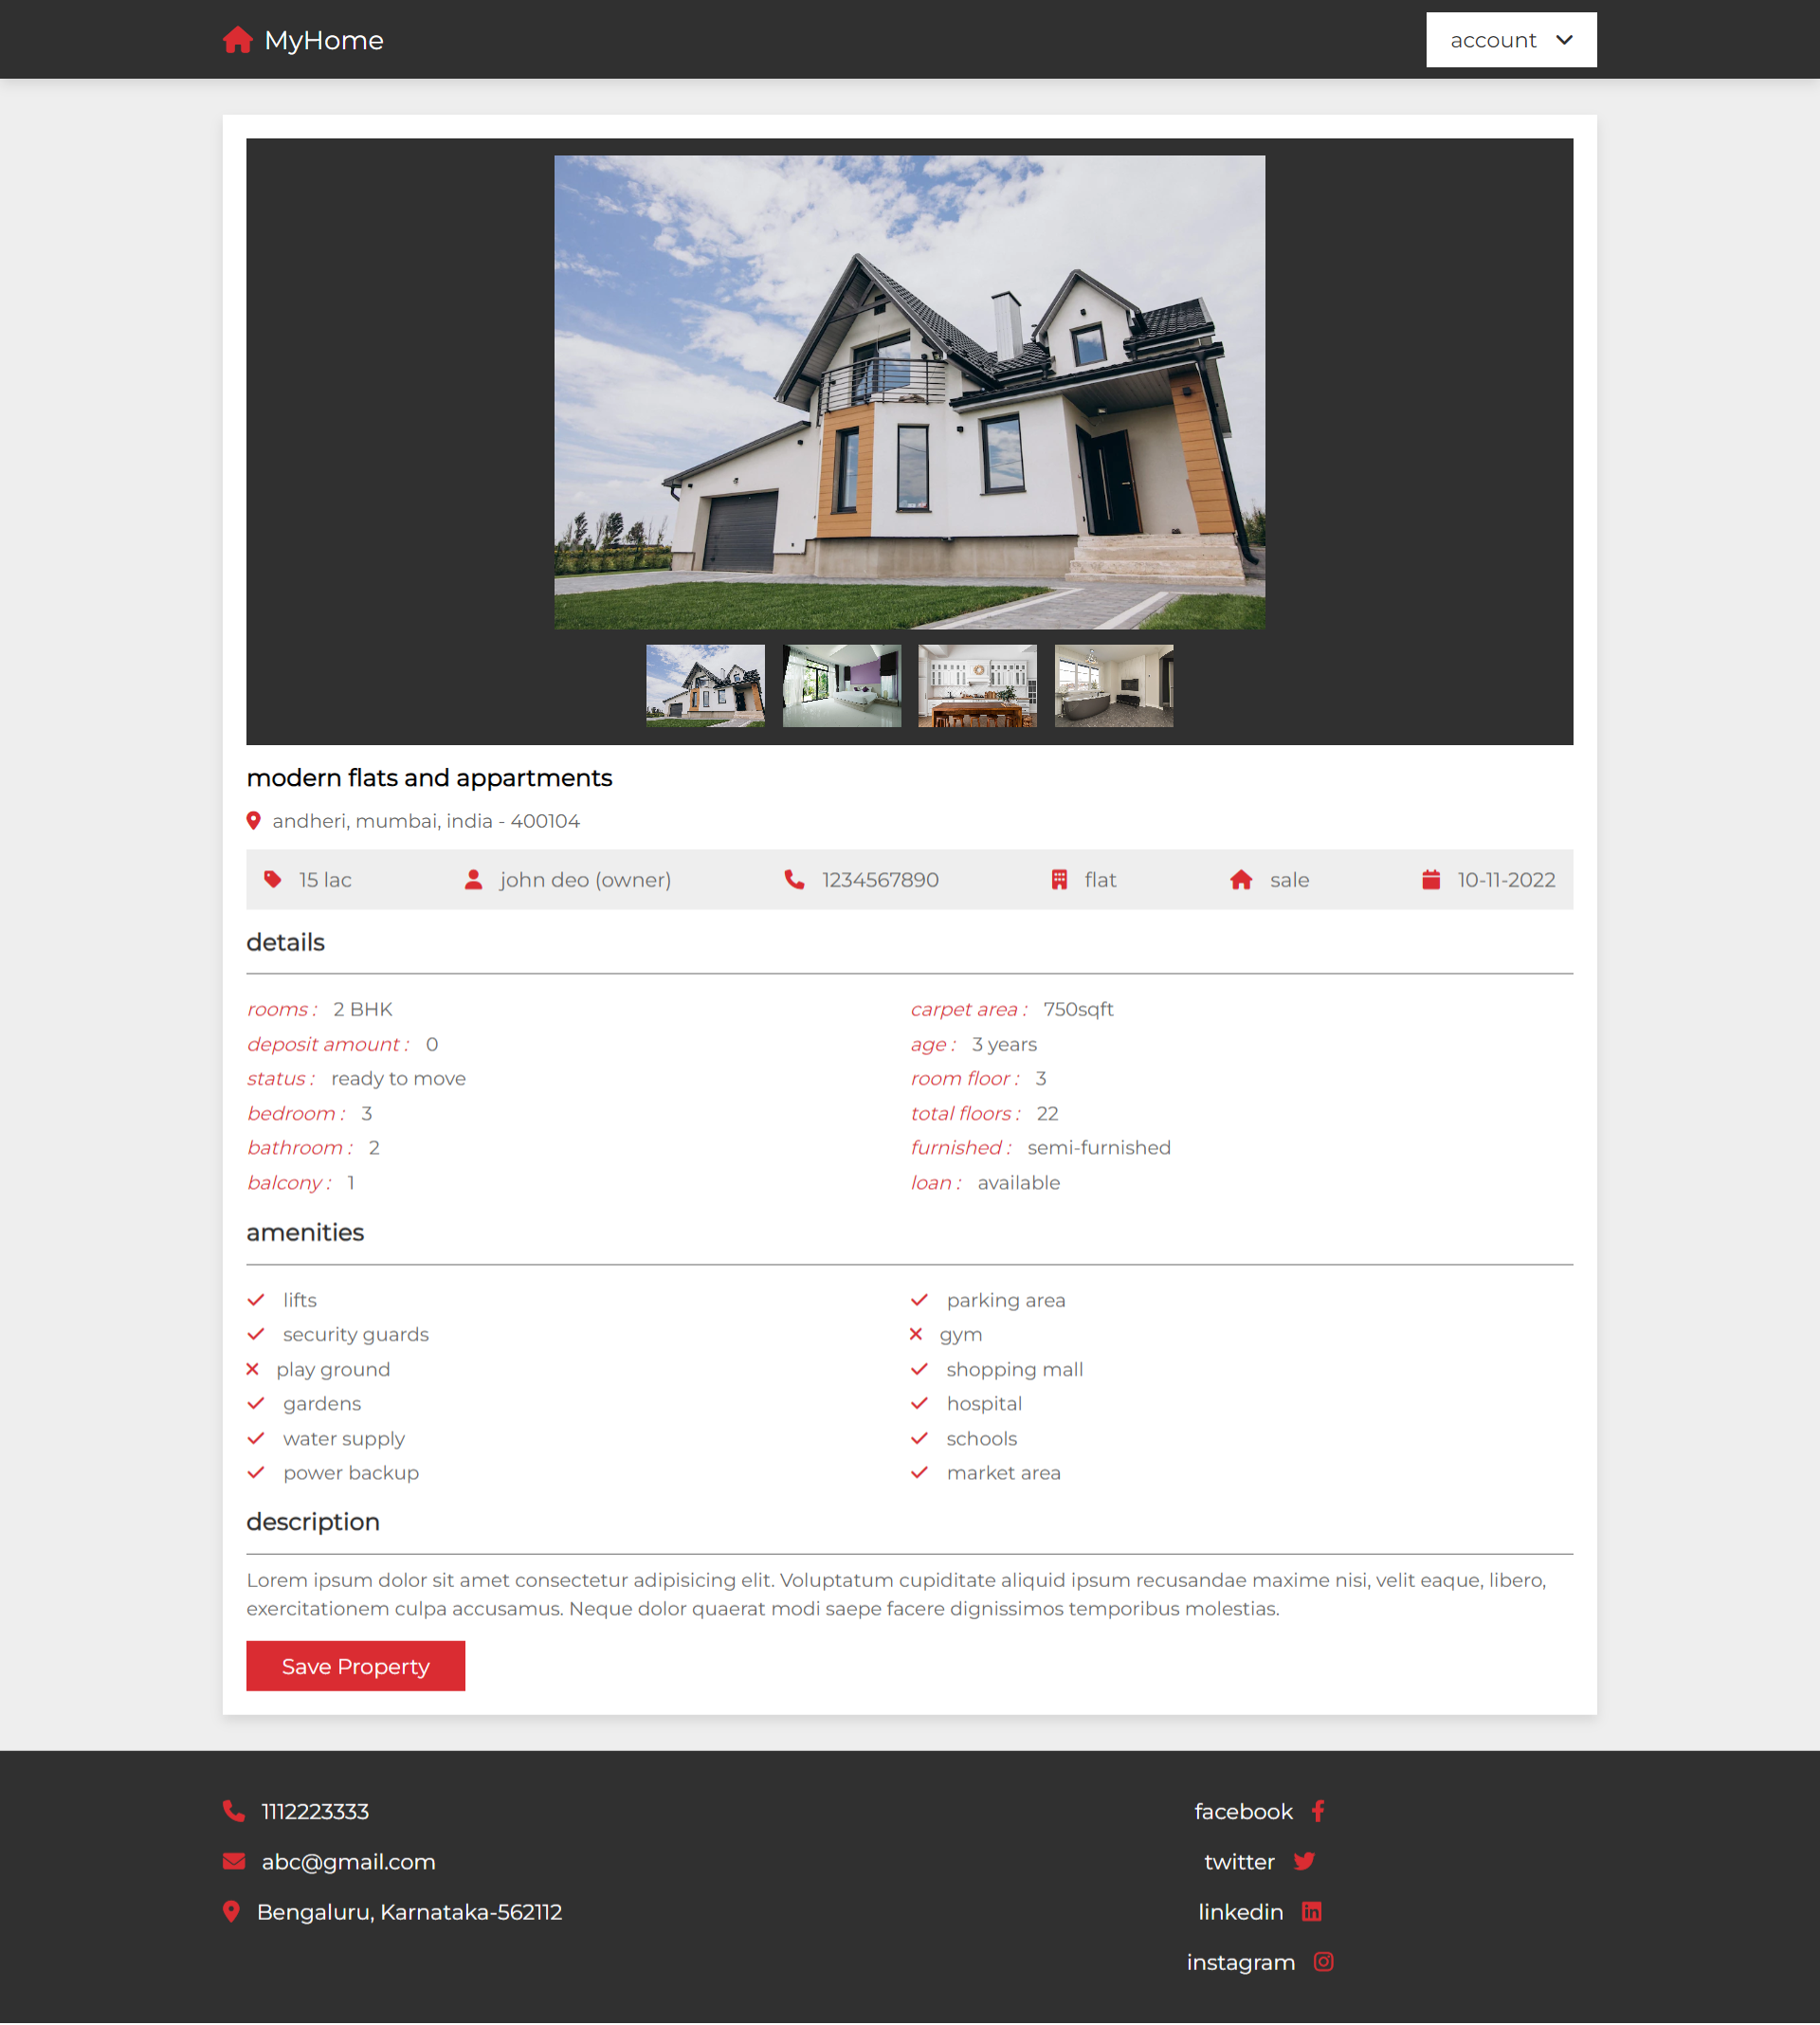 MyHome
account
modern flats and appartments
andheri, mumbai, india - 400104
15 lac john deo (owner) 1234567890 flat sale 10-11-2022
details
rooms : 2 BHK
deposit amount : 0
status : ready to move
bedroom : 3
bathroom : 2
balcony : 1
carpet area : 750sqft
age : 3 years
room floor : 3
total floors : 22
furnished : semi-furnished
loan : available
amenities
lifts
security guards
play ground
gardens
water supply
power backup
parking area
gym
shopping mall
hospital
schools
market area
description
Lorem ipsum dolor sit amet consectetur adipisicing elit. Voluptatum cupiditate aliquid ipsum recusandae maxime nisi, velit eaque, libero,
exercitationem culpa accusamus. Neque dolor quaerat modi saepe facere dignissimos temporibus molestias.
Save Property
1112223333
abc@gmail.com
Bengaluru, Karnataka-562112
facebook
twitter
linkedin
instagram